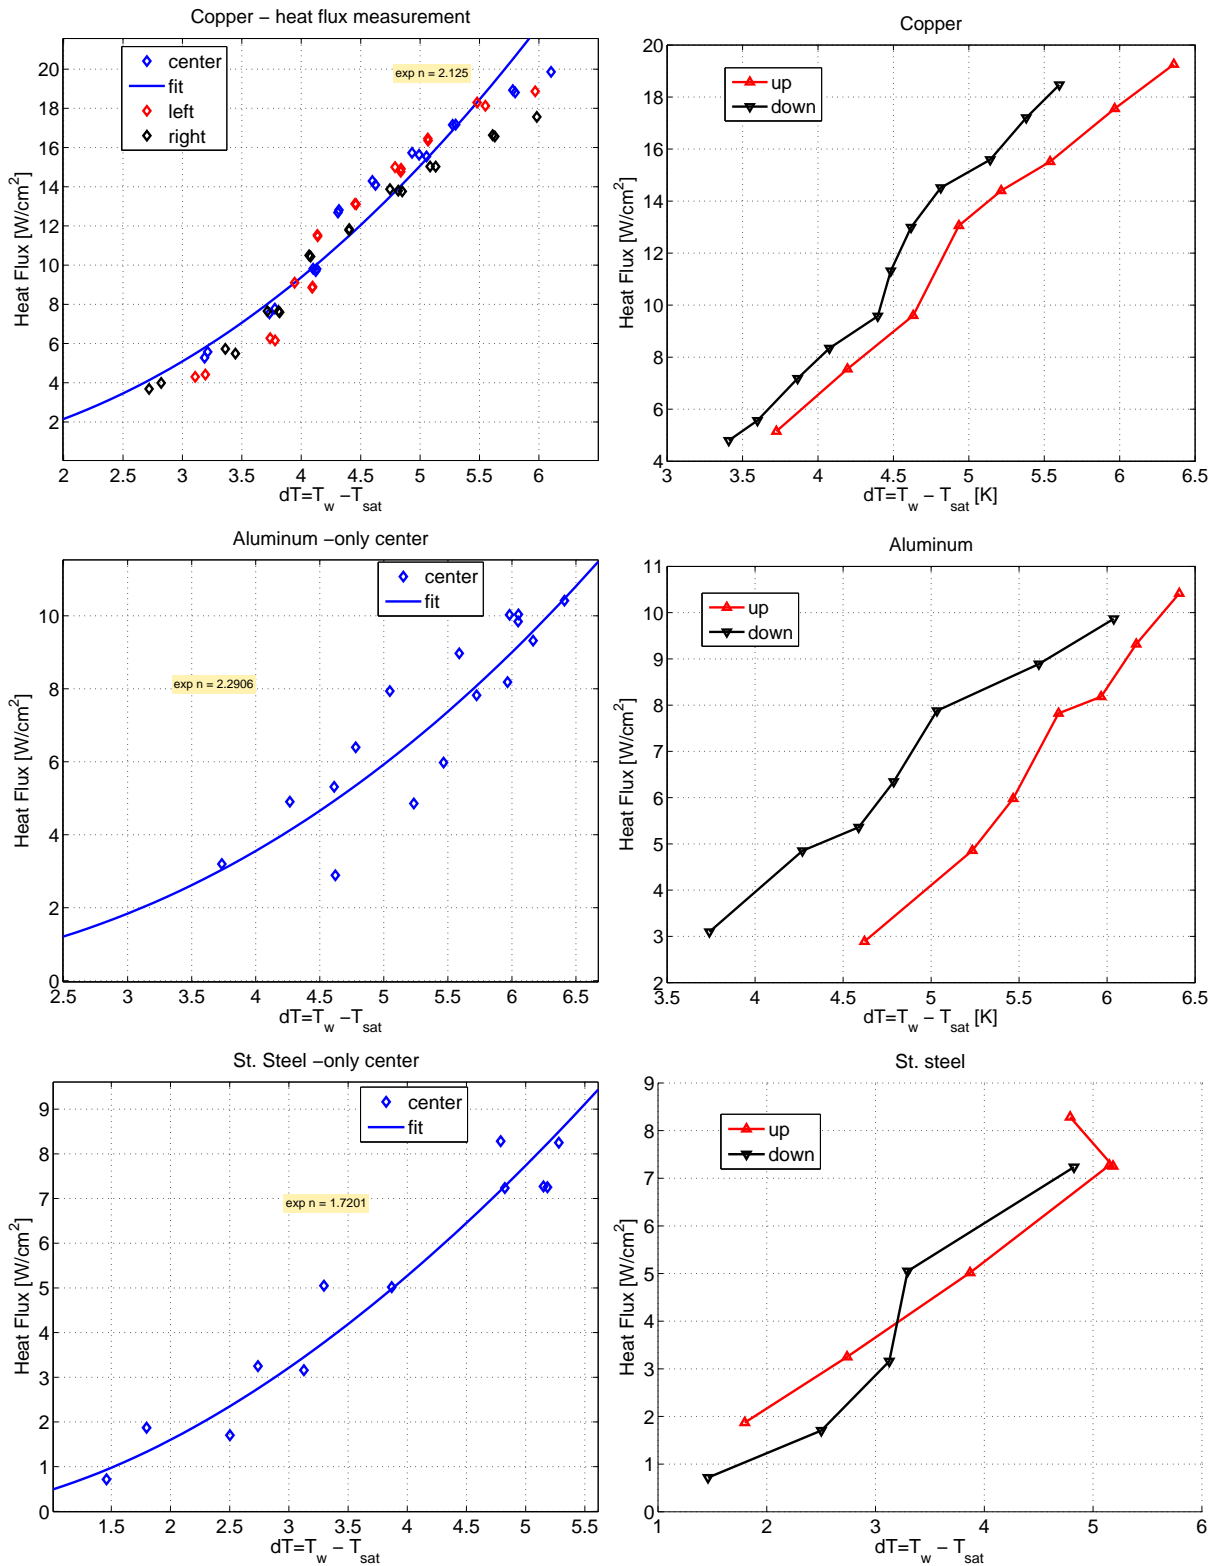 Copper − heat flux measurement
center
fit
left
right
exp n = 2.125
Heat Flux [W/cm2]
20
18
16
14
12
10
8
6
4
2
2 2.5 3 3.5 4 4.5 5 5.5 6
dT=Tw −Tsat
Copper
up
down
Heat Flux [W/cm2]
20
18
16
14
12
10
8
6
4
3 3.5 4 4.5 5 5.5 6 6.5
dT=Tw − Tsat [K]
Aluminum −only center
center
fit
exp n = 2.2906
Heat Flux [W/cm2]
10
8
6
4
2
0
2.5 3 3.5 4 4.5 5 5.5 6 6.5
dT=Tw −Tsat
Aluminum
up
down
Heat Flux [W/cm2]
11
10
9
8
7
6
5
4
3
2
3.5 4 4.5 5 5.5 6 6.5
dT=Tw − Tsat [K]
St. Steel −only center
center
fit
exp n = 1.7201
Heat Flux [W/cm2]
9
8
7
6
5
4
3
2
1
0
1.5 2 2.5 3 3.5 4 4.5 5 5.5
dT=Tw −Tsat
St. steel
up
down
Heat Flux [W/cm2]
9
8
7
6
5
4
3
2
1
0
1 2 3 4 5 6
dT=Tw − Tsat